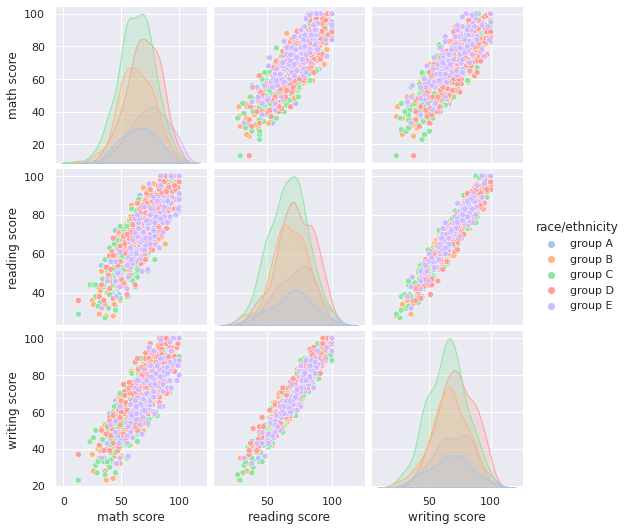 math score
100
80
60
40
20
reading score
100
80
60
40
writing score
100
80
60
40
20
0
50
100
50
100
50
100
math score
reading score
writing score
race/ethnicity
group A
group B
group C
group D
group E